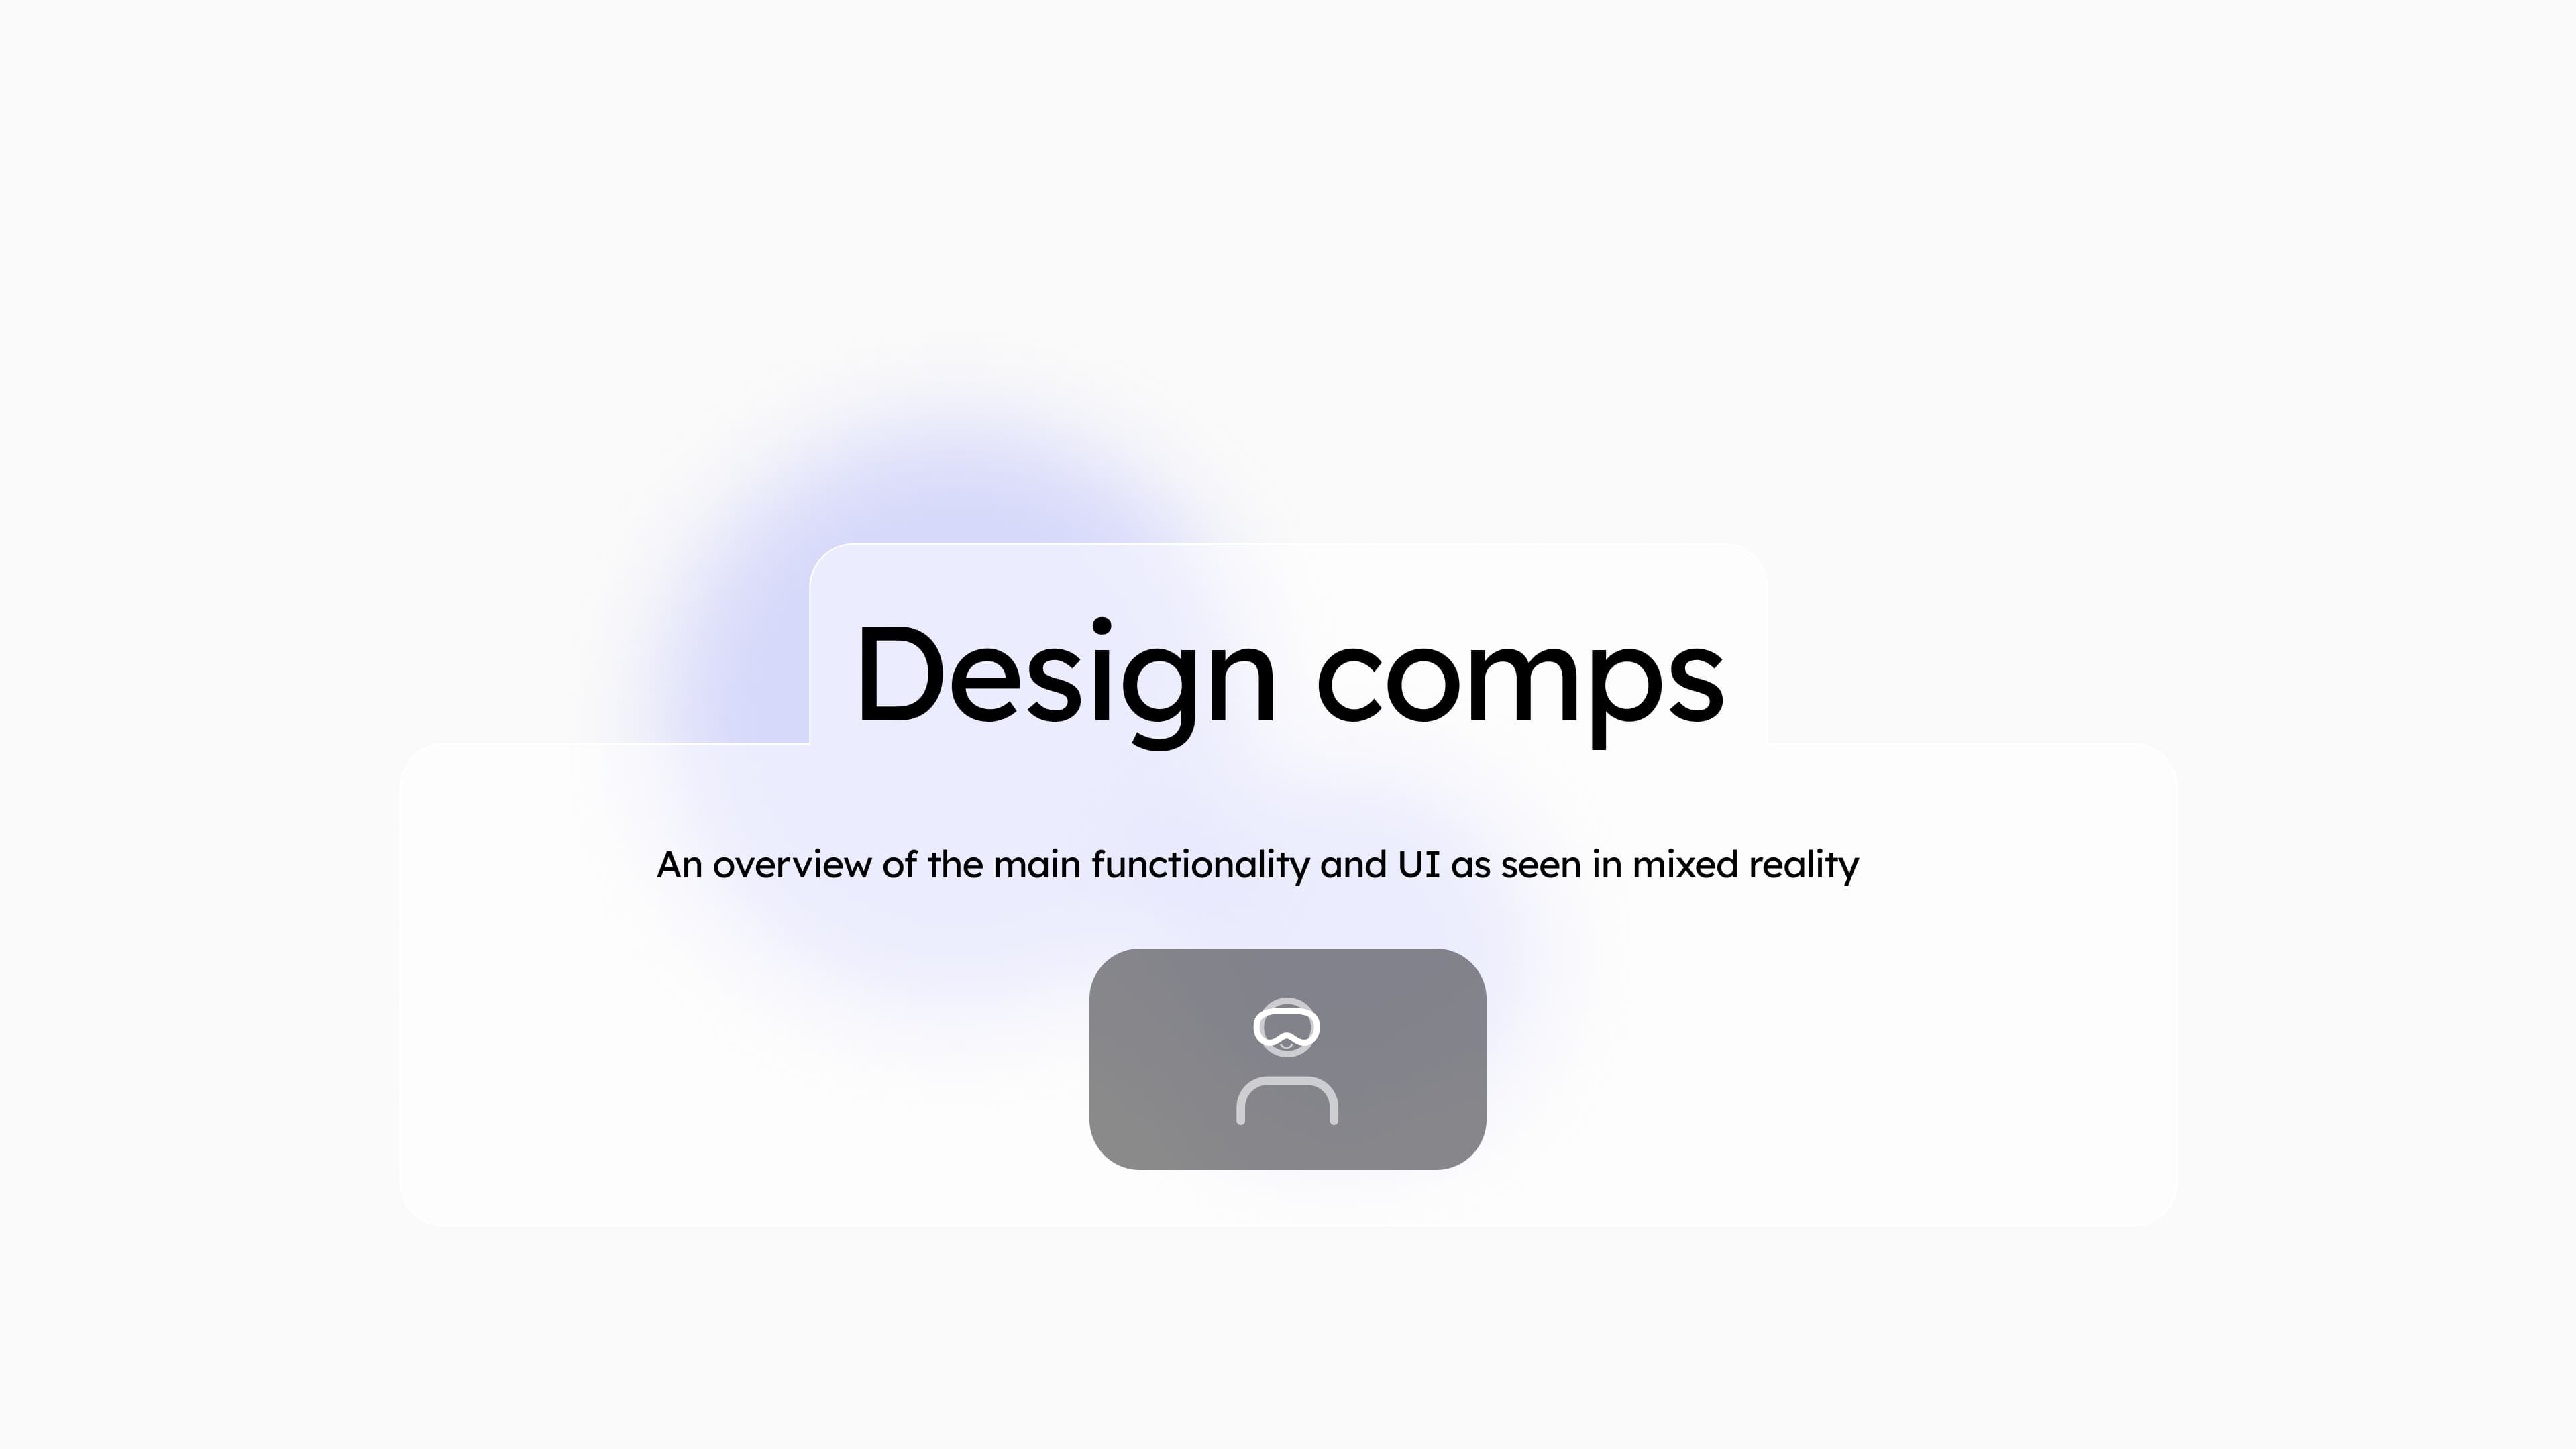 Design comps
An overview of the main functionality and UI as seen in mixed reality